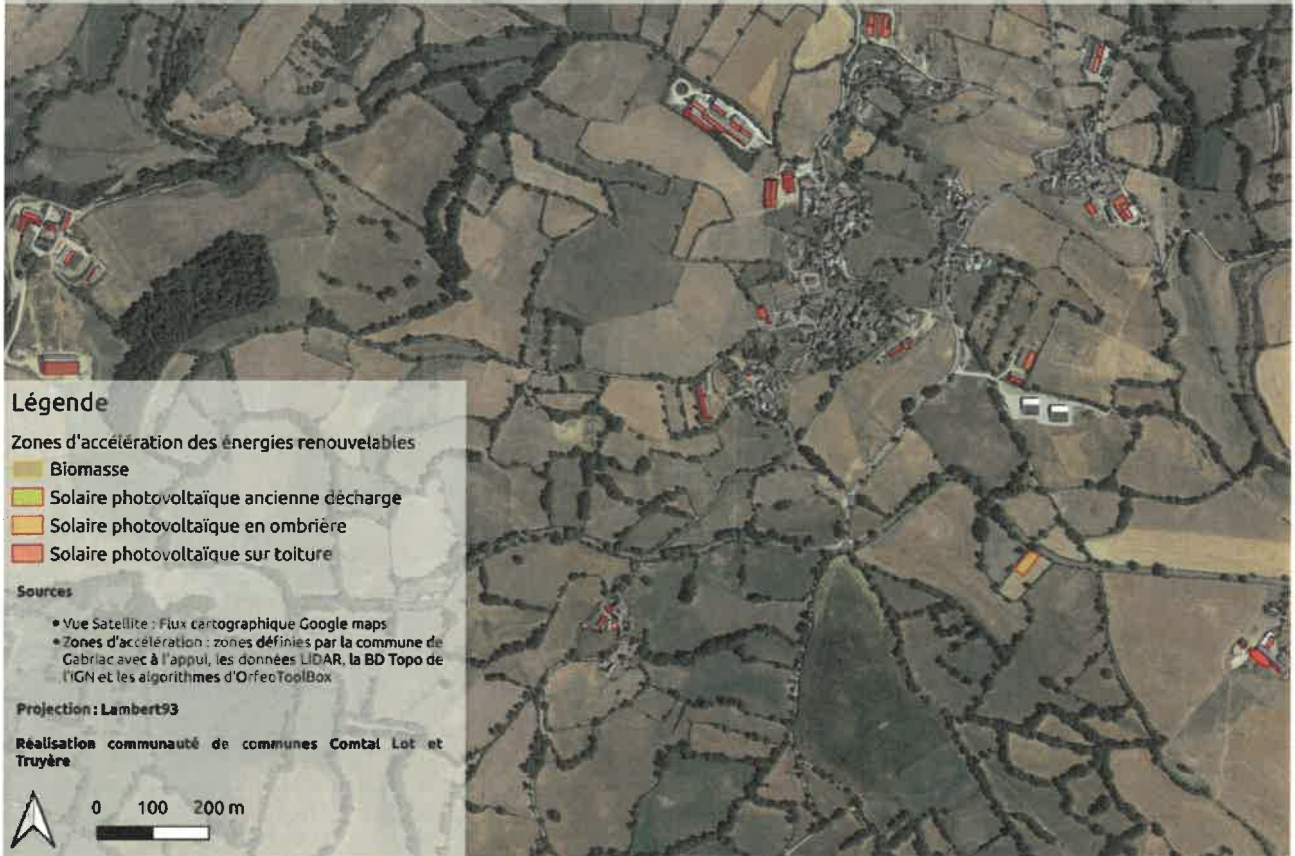 Légende
Zones d'accélération des énergies renouvelables
Biomasse
Solaire photovoltaïque ancienne décharge
Solaire photovoltaïque en ombrière
Solaire photovoltaïque sur toiture
Sources
• Vue Satellite : Flux cartographique Google maps
• Zones d'accélération : zones définies par la commune de
Gabriac avec à l'appui, les données LiDAR, la BD Topo de
l'IGN et les algorithmes d'OrfeoToolBox
Projection : Lambert93
Réalisation communauté de communes Comtal Lot et
Truyère
0 100 200 m